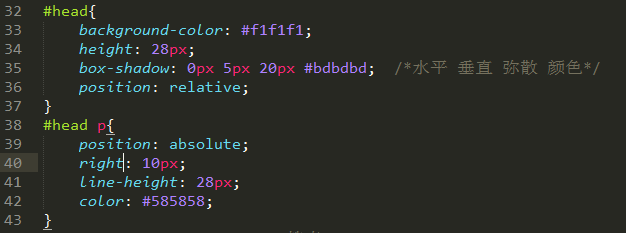 32 #head{
33     background-color: #f1f1f1;
34     height: 28px;
35     box-shadow: 0px 5px 20px #bdbdbd;  /*水平 垂直 弥散 颜色*/
36     position: relative;
37 }
38 #head p{
39     position: absolute;
40     right: 10px;
41     line-height: 28px;
42     color: #585858;
43 }